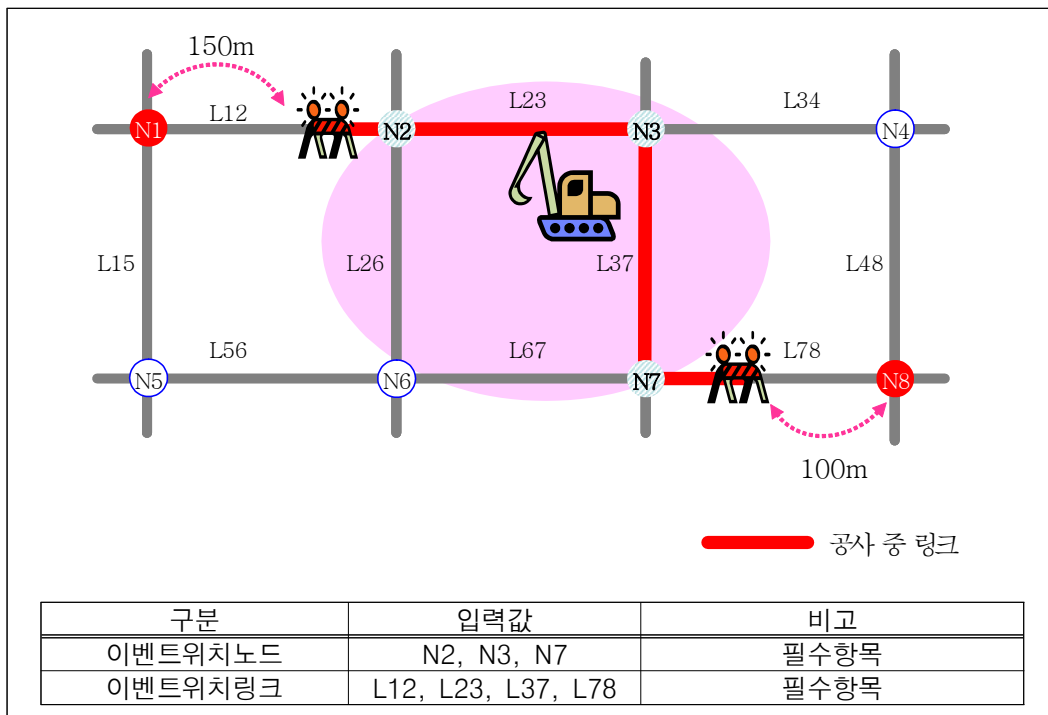 150m
L12
L23
L34
N1
N2
N3
N4
L15
L26
L37
L48
L56
L67
L78
N5
N6
N7
N8
100m
공사 중 링크
구분 입력값 비고
이벤트위치노드 N2, N3, N7 필수항목
이벤트위치링크 L12, L23, L37, L78 필수항목